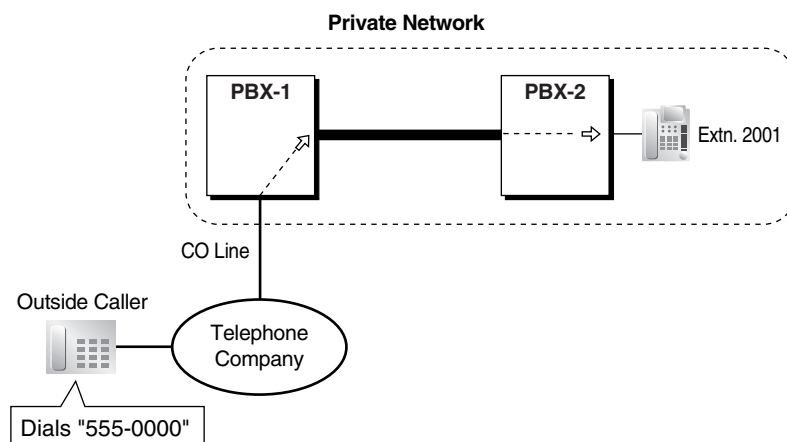 Private Network
PBX-1
PBX-2
Extn. 2001
CO Line
Outside Caller
Telephone
Company
Dials "555-0000"